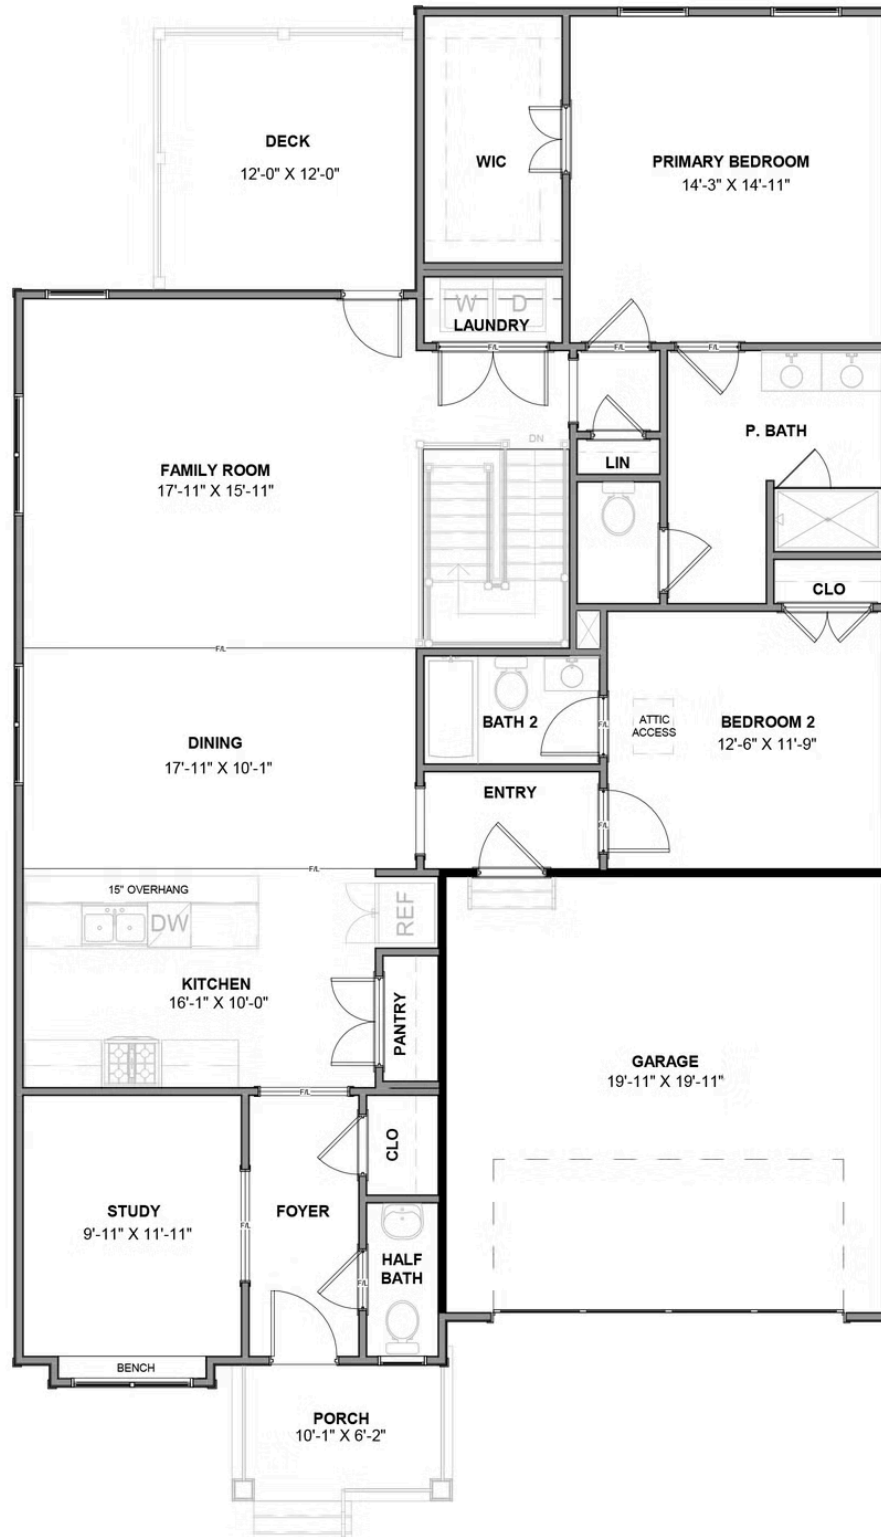 DECK
12'-0" X 12'-0"
WIC
PRIMARY BEDROOM
14'-3" X 14'-11"
W
D
LAUNDRY
F/L
F/L
F/L
P. BATH
DN
LIN
FAMILY ROOM
17'-11" X 15'-11"
CLO
F/L
DINING
17'-11" X 10'-1"
BATH 2
F/L
ATTIC
ACCESS
BEDROOM 2
12'-6" X 11'-9"
ENTRY
F/L
F/L
15" OVERHANG
DW
REF
KITCHEN
16'-1" X 10'-0"
PANTRY
GARAGE
19'-11" X 19'-11"
F/L
CLO
STUDY
9'-11" X 11'-11"
F/L
FOYER
HALF
BATH
F/L
BENCH
PORCH
10'-1" X 6'-2"